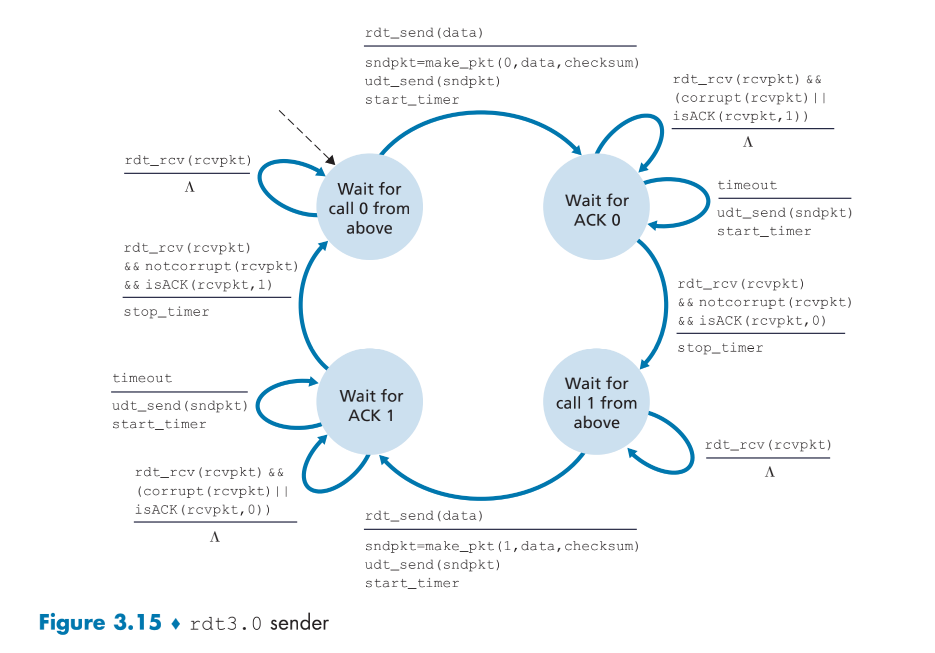 rdt_send(data)
sndpkt=make_pkt(0,data,checksum)
udt_send(sndpkt)
start_timer
rdt_rcv(rcvpkt) &&
(corrupt(rcvpkt)||
isACK(rcvpkt,1))
Λ
rdt_rcv(rcvpkt)
Λ
Wait for
call 0 from
above
Wait for
ACK 0
timeout
udt_send(sndpkt)
start_timer
rdt_rcv(rcvpkt)
&& notcorrupt(rcvpkt)
&& isACK(rcvpkt,1)
stop_timer
rdt_rcv(rcvpkt)
&& notcorrupt(rcvpkt)
&& isACK(rcvpkt,0)
stop_timer
timeout
udt_send(sndpkt)
start_timer
Wait for
ACK 1
Wait for
call 1 from
above
rdt_rcv(rcvpkt)
Λ
rdt_rcv(rcvpkt) &&
(corrupt(rcvpkt)||
isACK(rcvpkt,0))
Λ
rdt_send(data)
sndpkt=make_pkt(1,data,checksum)
udt_send(sndpkt)
start_timer
Figure 3.15 ♦ rdt3.0 sender